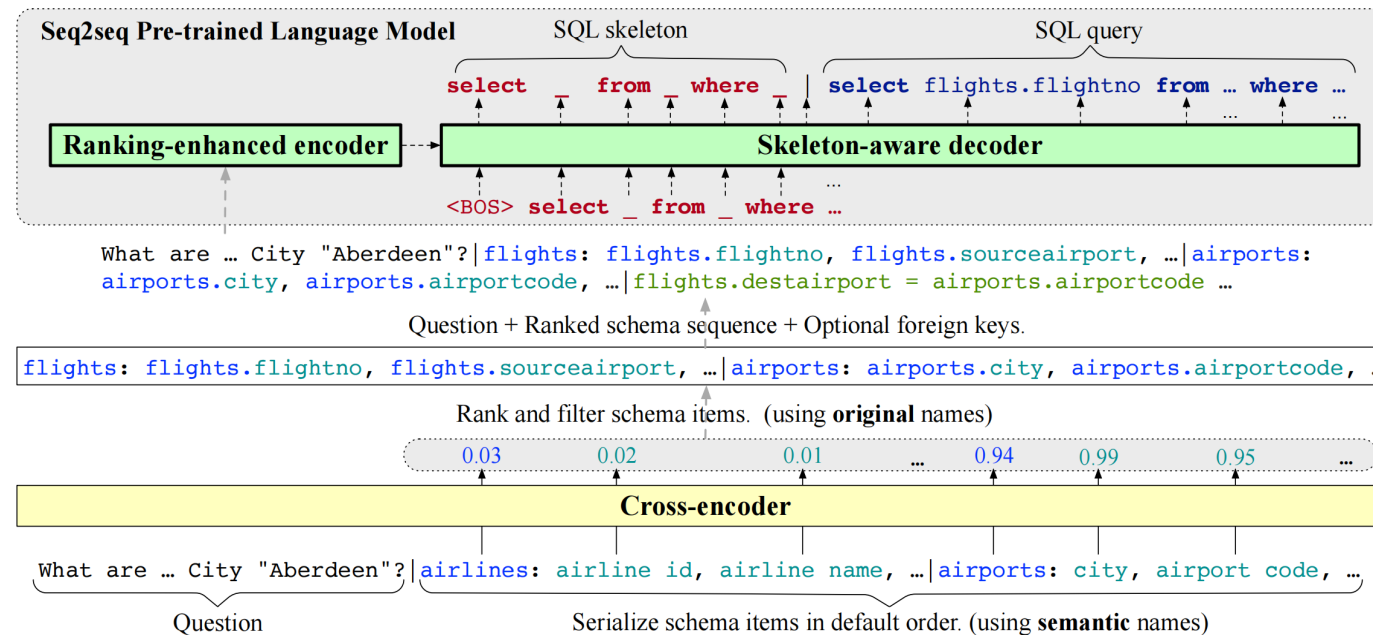 Seq2seq Pre-trained Language Model
SQL skeleton
SQL query
select _ from _ where _ | select flights.flightno from … where …
... ...
Ranking-enhanced encoder
Skeleton-aware decoder
...
<BOS> select _ from _ where …
What are … City "Aberdeen"?|flights: flights.flightno, flights.sourceairport, …|airports:
airports.city, airports.airportcode, …|flights.destairport = airports.airportcode …
Question + Ranked schema sequence + Optional foreign keys.
flights: flights.flightno, flights.sourceairport, …|airports: airports.city, airports.airportcode, …
Rank and filter schema items. (using original names)
0.03 0.02 0.01 … 0.94 0.99 0.95 …
Cross-encoder
What are … City "Aberdeen"?|airlines: airline id, airline name, …|airports: city, airport code, …
Question
Serialize schema items in default order. (using semantic names)